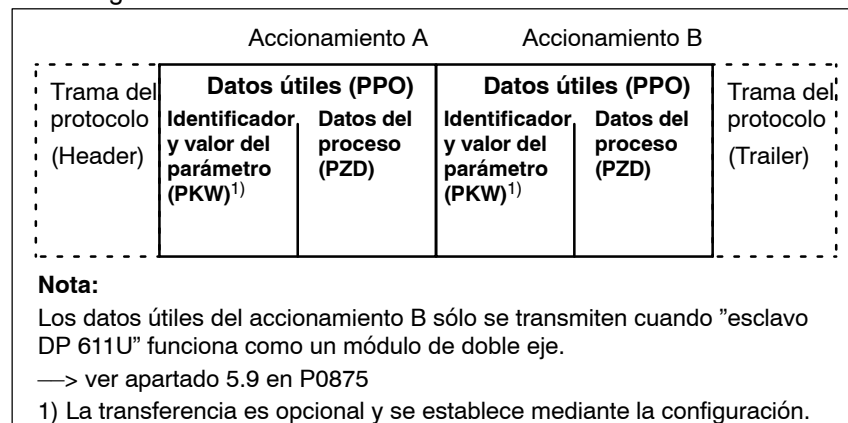 Accionamiento A Accionamiento B
Trama del protocolo (Header)
Datos útiles (PPO)
Identificador y valor del parámetro (PKW)1)
Datos del proceso (PZD)
Datos útiles (PPO)
Identificador y valor del parámetro (PKW)1)
Datos del proceso (PZD)
Trama del protocolo (Trailer)
Nota:
Los datos útiles del accionamiento B sólo se transmiten cuando ”esclavo
DP 611U” funciona como un módulo de doble eje.
––> ver apartado 5.9 en P0875
1) La transferencia es opcional y se establece mediante la configuración.